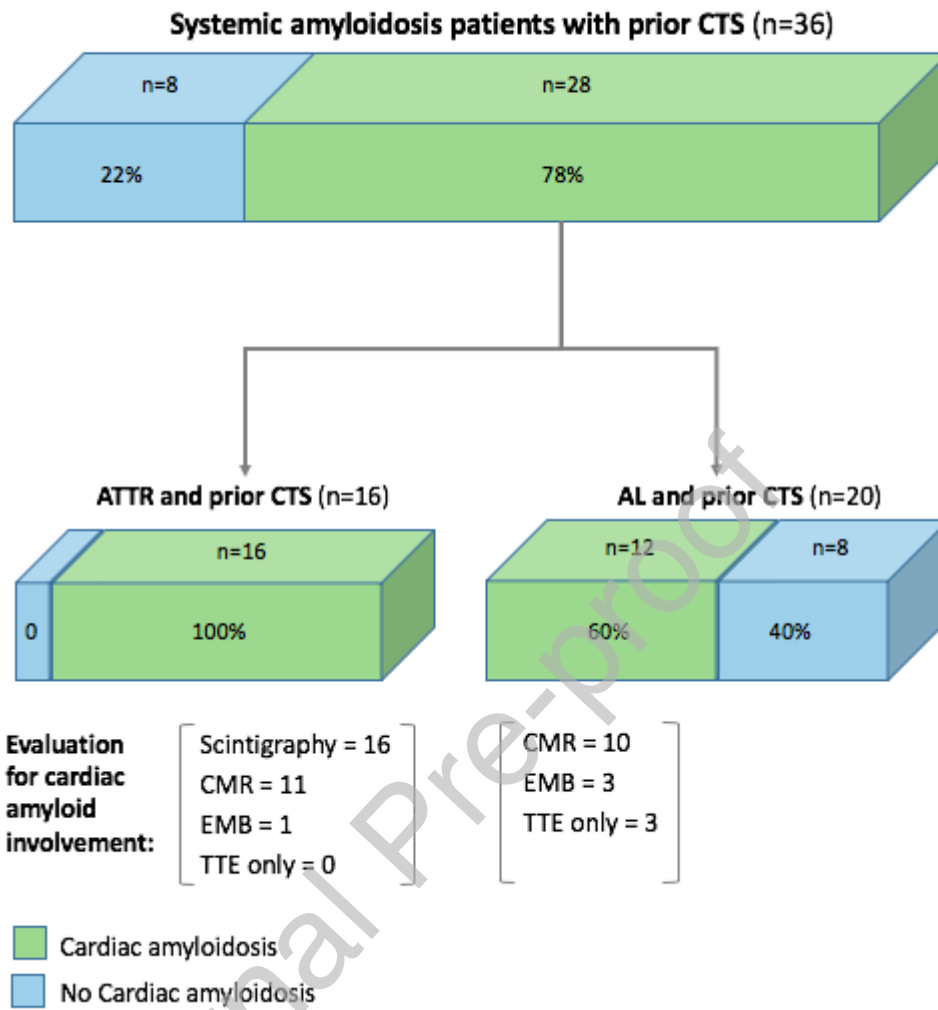 Systemic amyloidosis patients with prior CTS (n=36)
n=8
n=28
22%
78%
ATTR and prior CTS (n=16)
AL and prior CTS (n=20)
n=16
n=12
n=8
0
100%
60%
40%
Evaluation
for cardiac
amyloid
involvement:
Scintigraphy = 16
CMR = 11
EMB = 1
TTE only = 0
CMR = 10
EMB = 3
TTE only = 3
Cardiac amyloidosis
No Cardiac amyloidosis
nal Pre-proof